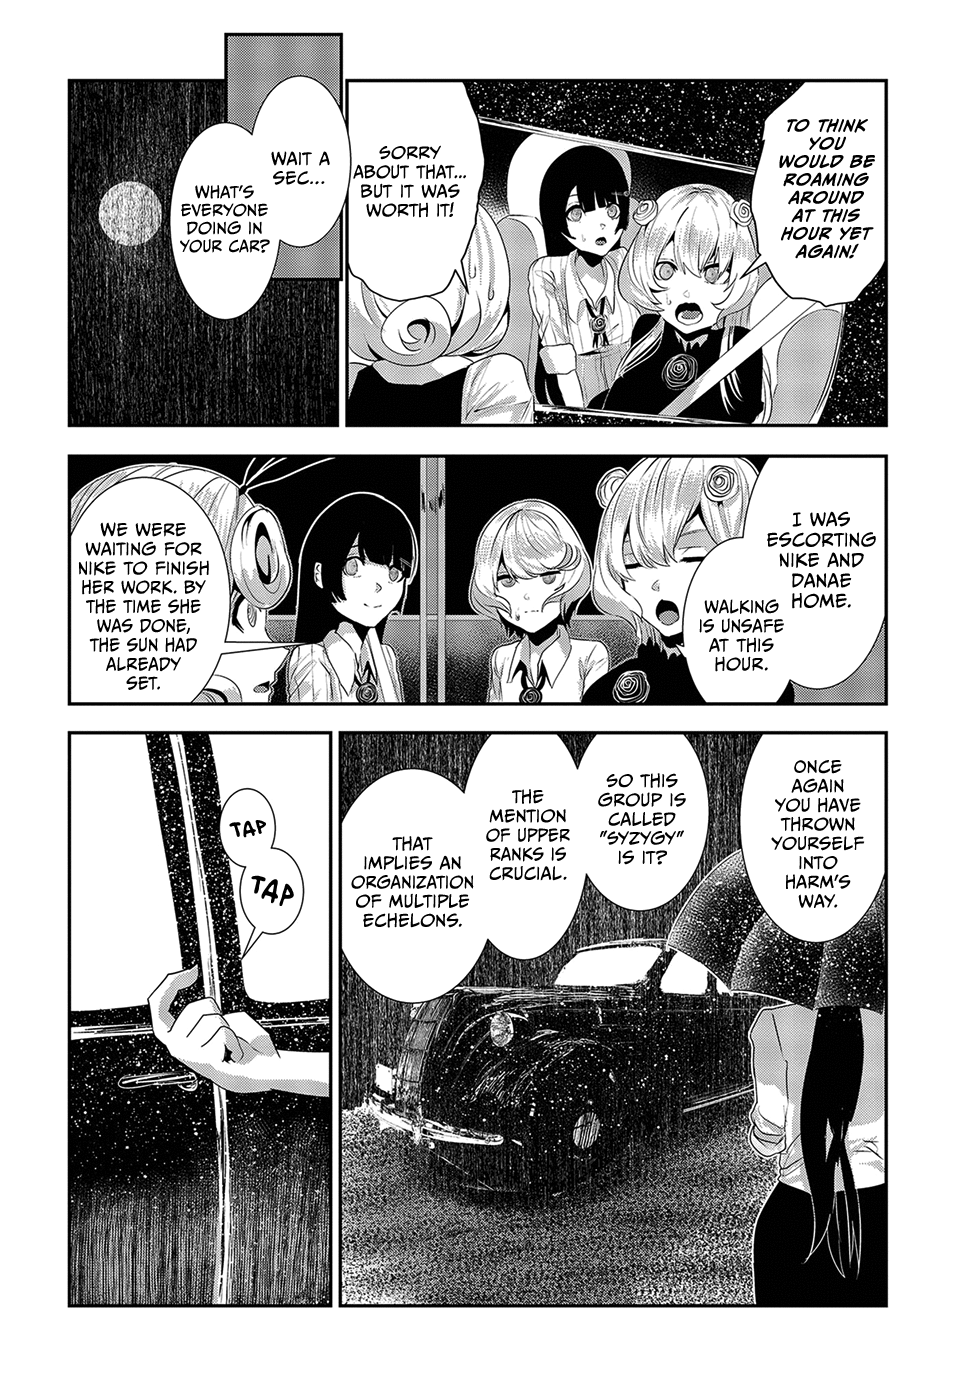 TO THINK
YOU
WOULD BE
ROAMING
AROUND
AT THIS
HOUR YET
AGAIN!
SORRY
ABOUT THAT...
BUT IT WAS
WORTH IT!
WAIT A
SEC...
WHAT'S
EVERYONE
DOING IN
YOUR CAR?
I WAS
ESCORTING
NIKE AND
DANAE
HOME.
WALKING
IS UNSAFE
AT THIS
HOUR.
WE WERE
WAITING FOR
NIKE TO FINISH
HER WORK. BY
THE TIME SHE
WAS DONE,
THE SUN HAD
ALREADY
SET.
ONCE
AGAIN
YOU HAVE
THROWN
YOURSELF
INTO
HARM'S
WAY.
SO THIS
GROUP IS
CALLED
"SYZYGY"
IS IT?
THE
MENTION
OF UPPER
RANKS IS
CRUCIAL.
THAT
IMPLIES AN
ORGANIZATION
OF MULTIPLE
ECHELONS.
TAP
TAP